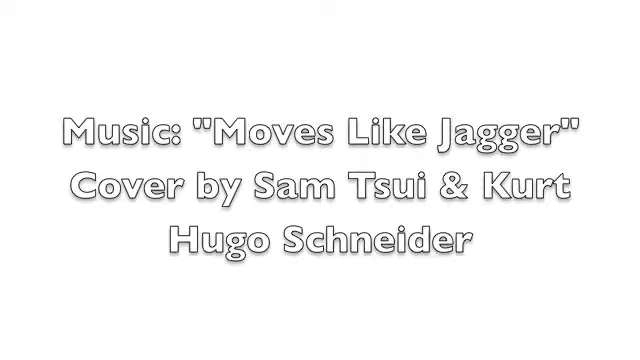 Music: "Moves Like Jagger"
Cover by Sam Tsui & Kurt
Hugo Schneider